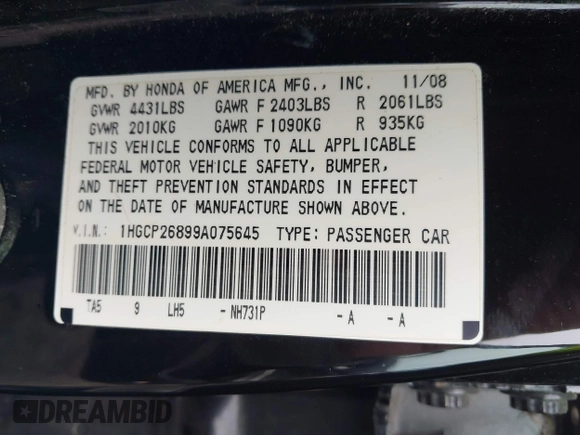 MFD. BY HONDA OF AMERICA MFG., INC. 11/08
GVWR 4431LBS GAWR F 2403LBS R 2061LBS
GVWR 2010KG GAWR F 1090KG R 935KG
THIS VEHICLE CONFORMS TO ALL APPLICABLE
FEDERAL MOTOR VEHICLE SAFETY, BUMPER,
AND THEFT PREVENTION STANDARDS IN EFFECT
ON THE DATE OF MANUFACTURE SHOWN ABOVE.
V.I.N.: 1HGCP26899A075645 TYPE: PASSENGER CAR
TA5 9 LH5 -NH731P -A -A
DREAMBID